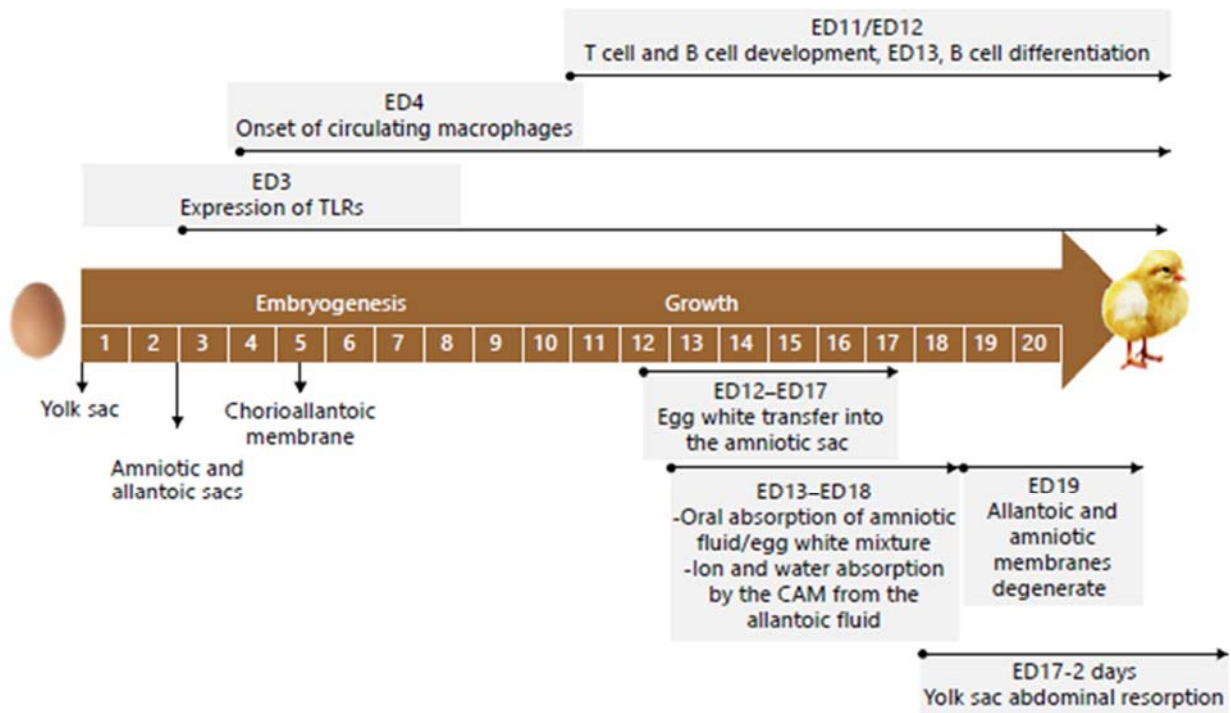 ED11/ED12
T cell and B cell development, ED13, B cell differentiation
ED4
Onset of circulating macrophages
ED3
Expression of TLRs
Embryogenesis Growth
1 2 3 4 5 6 7 8 9 10 11 12 13 14 15 16 17 18 19 20
Yolk sac
Amniotic and
allantoic sacs
Chorioallantoic
membrane
ED12–ED17
Egg white transfer into
the amniotic sac
ED13–ED18
-Oral absorption of amniotic
fluid/egg white mixture
-Ion and water absorption
by the CAM from the
allantoic fluid
ED19
Allantoic and
amniotic
membranes
degenerate
ED17-2 days
Yolk sac abdominal resorption